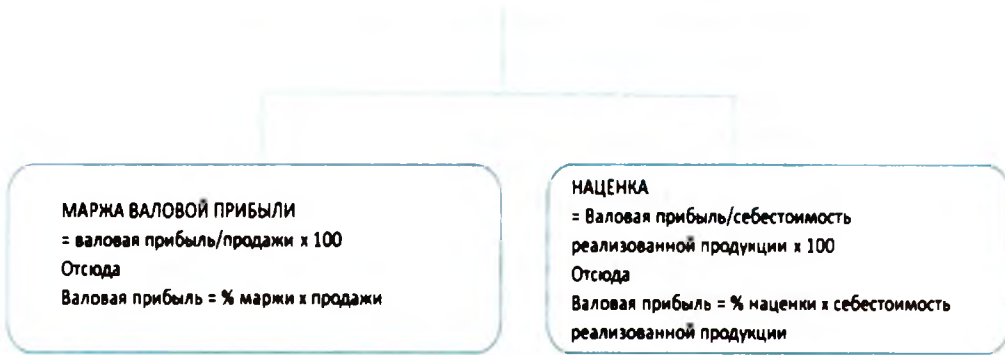 МАРЖА ВАЛОВОЙ ПРИБЫЛИ
= валовая прибыль/продажи х 100
Отсюда
Валовая прибыль = % маржи х продажи
НАЦЕНКА
= Валовая прибыль/себестоимость
реализованной продукции х 100
Отсюда
Валовая прибыль = % наценки х себестоимость
реализованной продукции